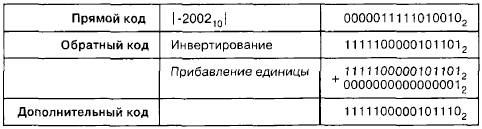 Прямой код |-2002₁₀| 0000011111010010₂
Обратный код Инвертирование 1111100000101101₂
Прибавление единицы + 1111100000101101₂
0000000000000001₂
Дополнительный код 1111100000101110₂